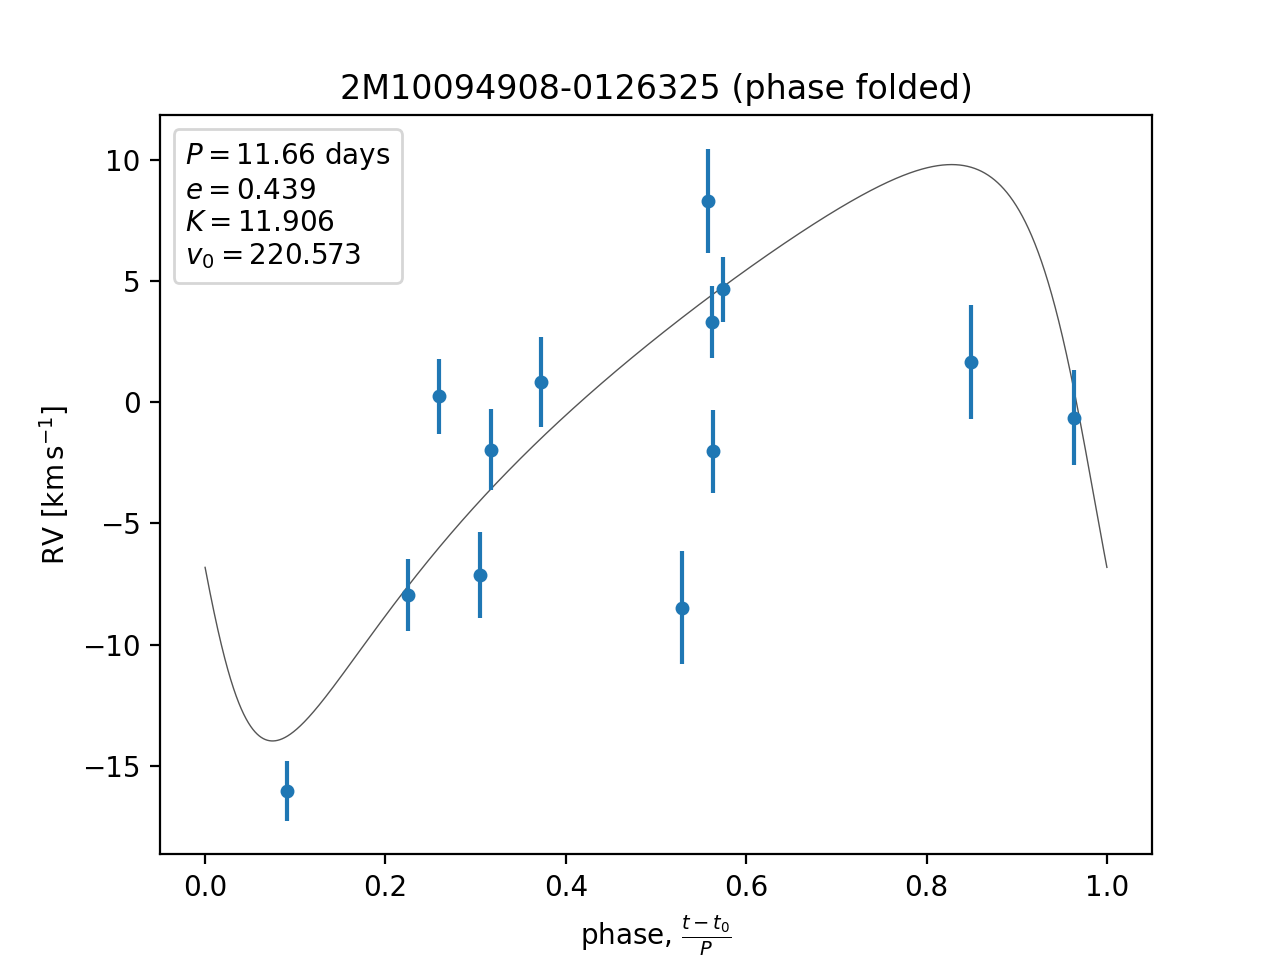 2M10094908-0126325 (phase folded)
P = 11.66 days
e = 0.439
K = 11.906
v₀ = 220.573
10
5
0
−5
−10
−15
RV [km s⁻¹]
0.0 0.2 0.4 0.6 0.8 1.0
phase, (t − t₀)/P